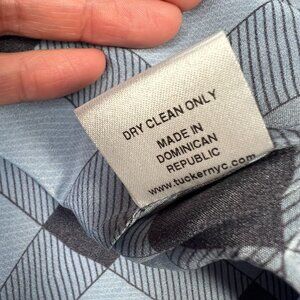 DRY CLEAN ONLY
MADE IN
DOMINICAN
REPUBLIC
www.tuckernyc.com